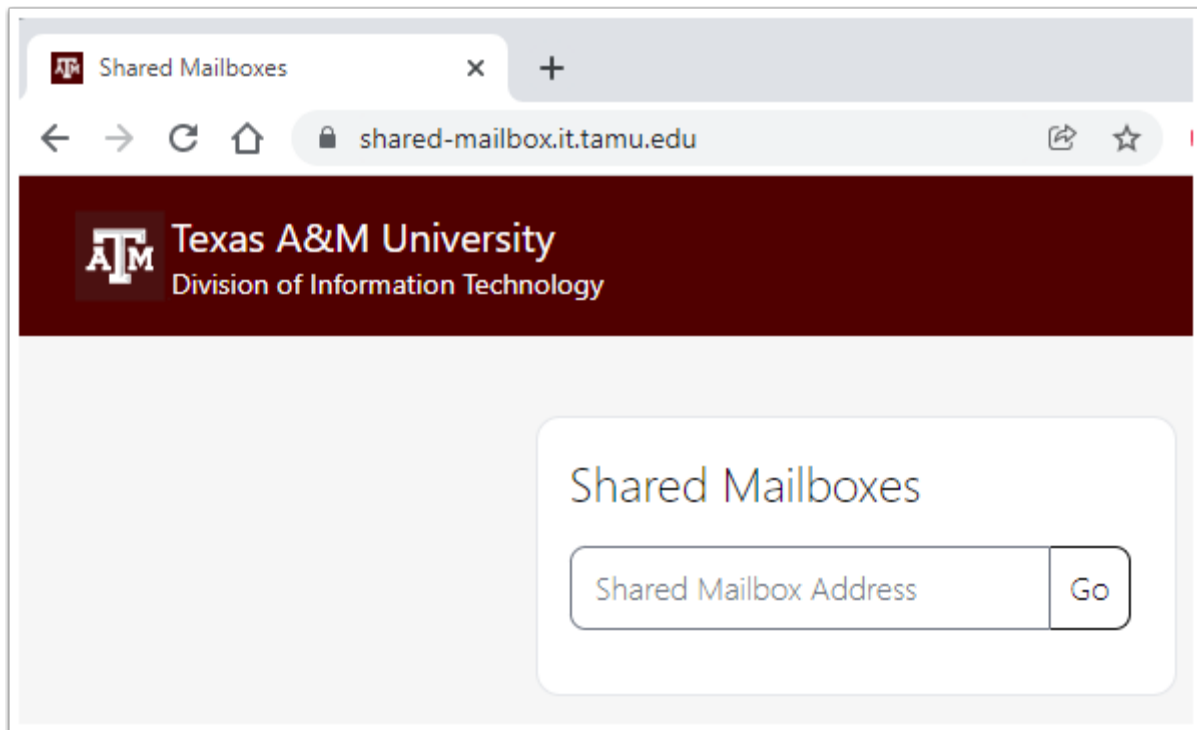 Shared Mailboxes
shared-mailbox.it.tamu.edu
ATM Texas A&M University
Division of Information Technology
Shared Mailboxes
Shared Mailbox Address Go